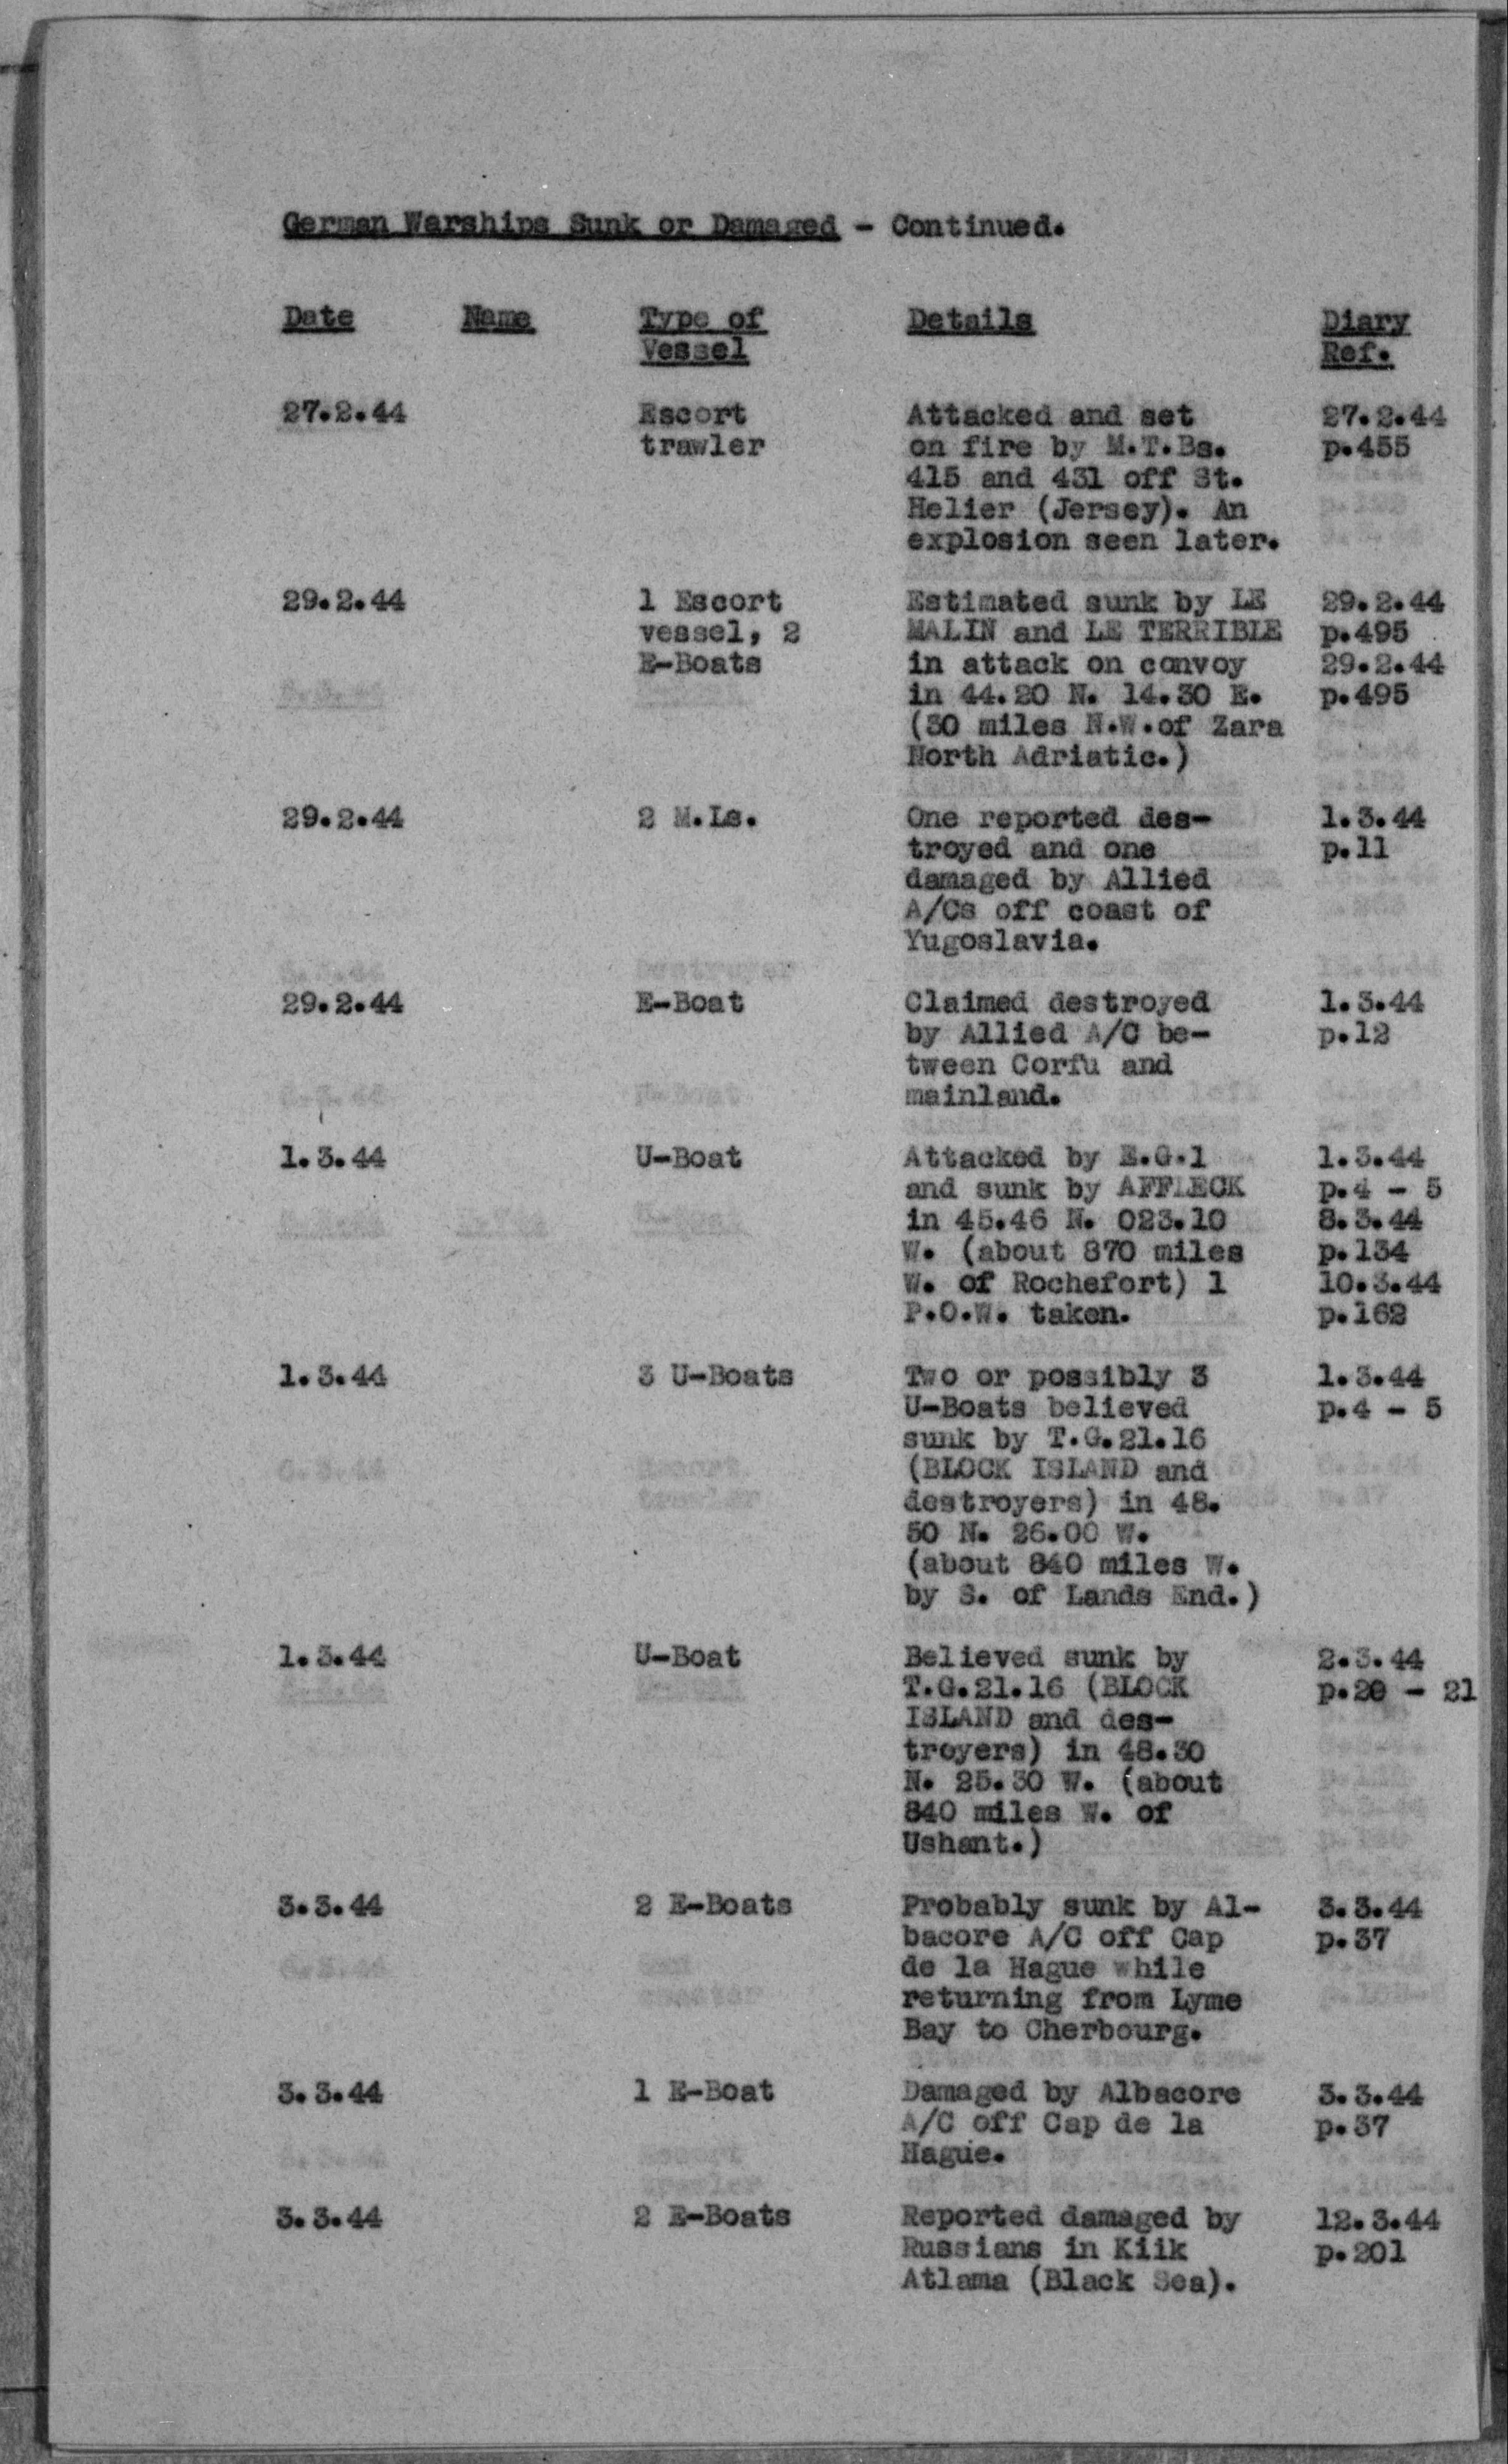 German Warships Sunk or Damaged - Continued.
Date Name Type of Vessel Details Diary Ref.
27.2.44 Escort Attacked and set 27.2.44
trawler on fire by M.T.Bs. p.455
415 and 431 off St.
Helier (Jersey). An
explosion seen later.
29.2.44 1 Escort Estimated sunk by LE 29.2.44
vessel, 2 MALIN and LE TERRIBLE p.495
E-Boats in attack on convoy 29.2.44
in 44.20 N. 14.30 E. p.495
(30 miles N.W.of Zara
North Adriatic.)
29.2.44 2 M.Ls. One reported des- 1.3.44
troyed and one p.11
damaged by Allied
A/Cs off coast of
Yugoslavia.
29.2.44 E-Boat Claimed destroyed 1.3.44
by Allied A/C be- p.12
tween Corfu and
mainland.
1.3.44 U-Boat Attacked by E.G.1 1.3.44
and sunk by AFFLECK p.4 - 5
in 45.46 N. 023.10 8.3.44
W. (about 870 miles p.134
W. of Rochefort) 1 10.3.44
P.O.W. taken. p.162
1.3.44 3 U-Boats Two or possibly 3 1.3.44
U-Boats believed p.4 - 5
sunk by T.G.21.16
(BLOCK ISLAND and
destroyers) in 48.
50 N. 26.00 W.
(about 840 miles W.
by S. of Lands End.)
1.3.44 U-Boat Believed sunk by 2.3.44
T.G.21.16 (BLOCK p.20 - 21
ISLAND and des-
troyers) in 48.30
N. 25.30 W. (about
840 miles W. of
Ushant.)
3.3.44 2 E-Boats Probably sunk by Al- 3.3.44
bacore A/C off Cap p.37
de la Hague while
returning from Lyme
Bay to Cherbourg.
3.3.44 1 E-Boat Damaged by Albacore 3.3.44
A/C off Cap de la p.37
Hague.
3.3.44 2 E-Boats Reported damaged by 12.3.44
Russians in Kiik p.201
Atlama (Black Sea).